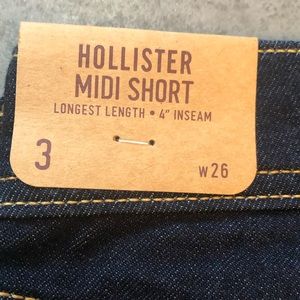 HOLLISTER
MIDI SHORT
LONGEST LENGTH • 4" INSEAM
3
W26